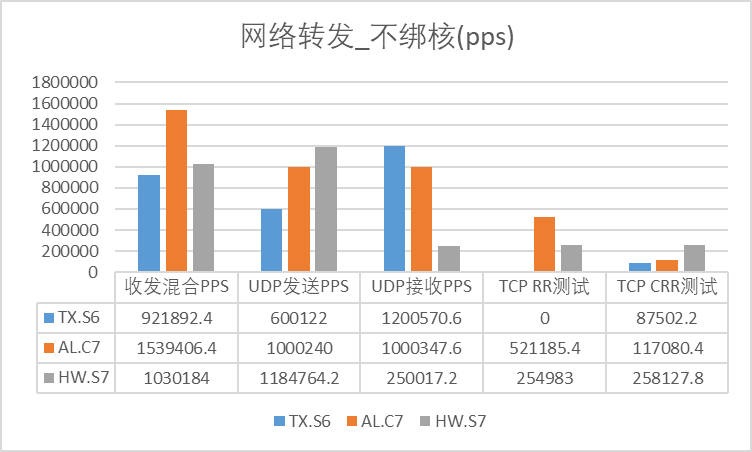 网络转发_不绑核(pps)
1800000
1600000
1400000
1200000
1000000
800000
600000
400000
200000
0
收发混合PPS UDP发送PPS UDP接收PPS TCP RR测试 TCP CRR测试
TX.S6 921892.4 600122 1200570.6 0 87502.2
AL.C7 1539406.4 1000240 1000347.6 521185.4 117080.4
HW.S7 1030184 1184764.2 250017.2 254983 258127.8
TX.S6 AL.C7 HW.S7